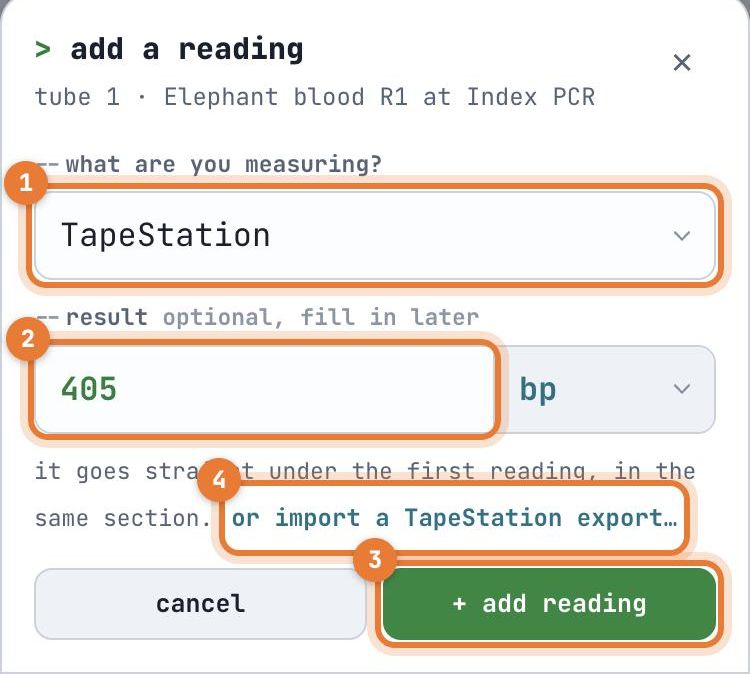 > add a reading
×
tube 1 · Elephant blood R1 at Index PCR
-- what are you measuring?
1
TapeStation
-- result optional, fill in later
2
405
bp
it goes straight under the first reading, in the
4
same section. or import a TapeStation export…
3
cancel
+ add reading